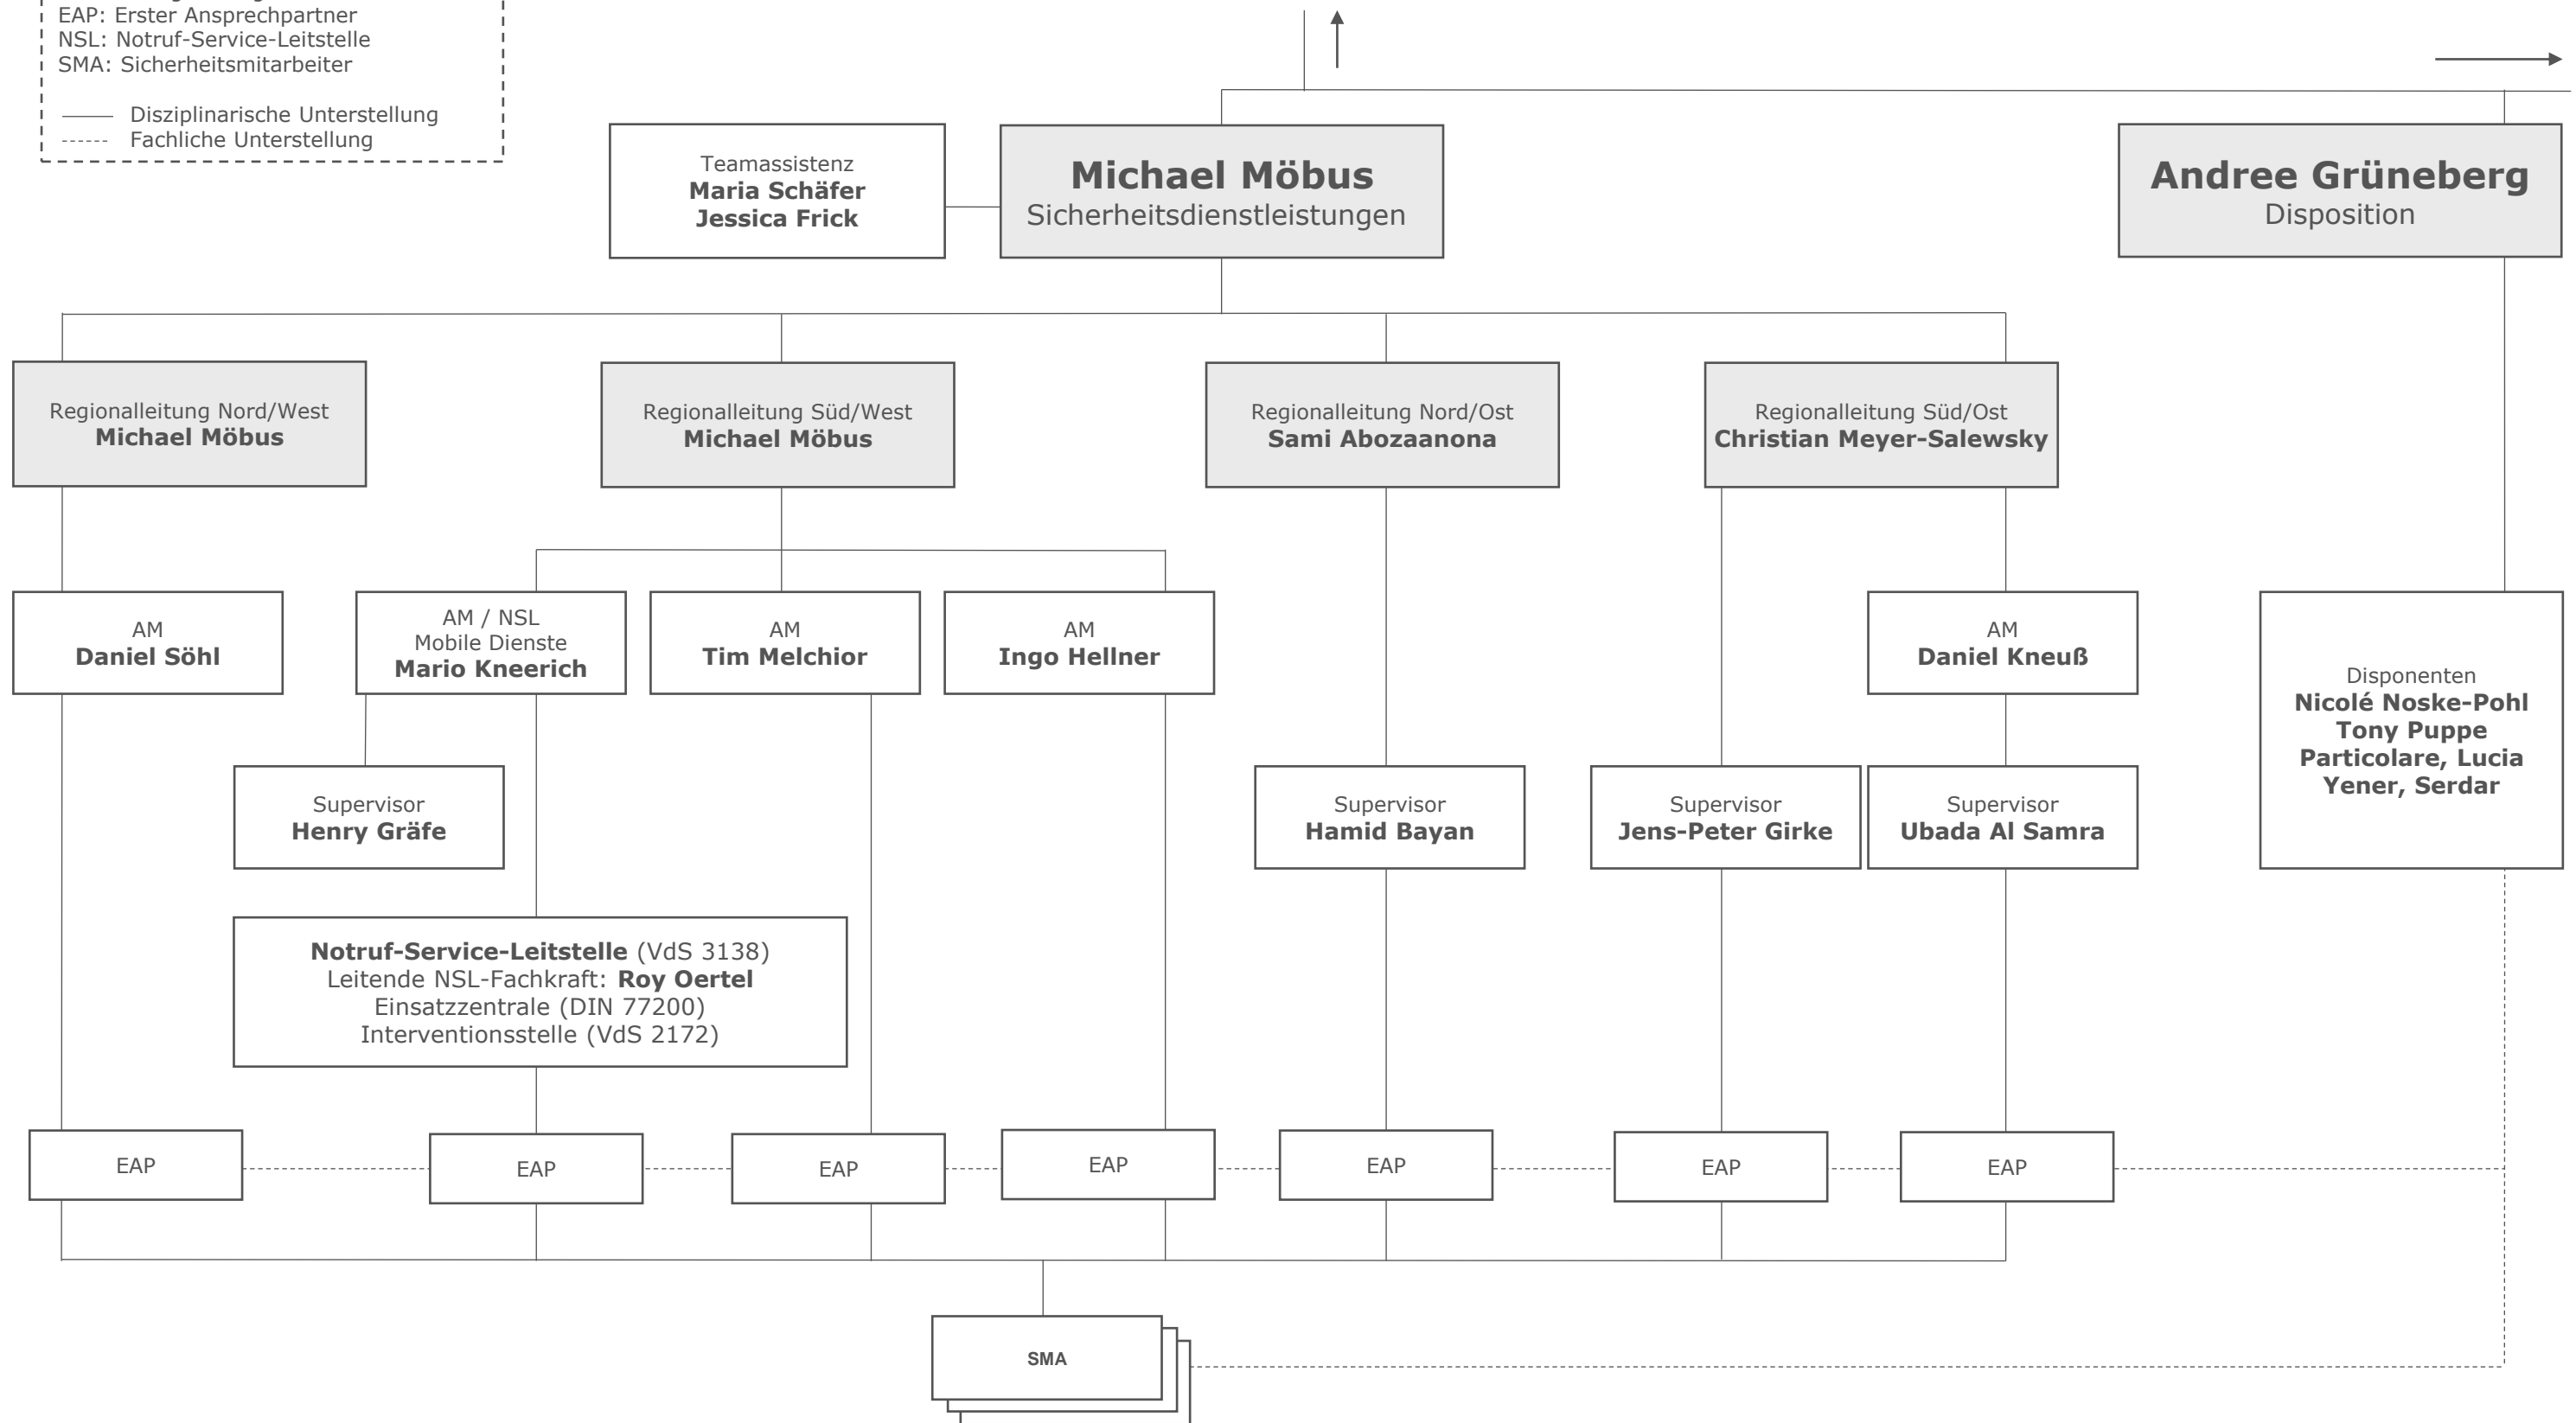 EAP: Erster Ansprechpartner
NSL: Notruf-Service-Leitstelle
SMA: Sicherheitsmitarbeiter
Disziplinarische Unterstellung
Fachliche Unterstellung
Teamassistenz
Maria Schäfer
Jessica Frick
Michael Möbus
Sicherheitsdienstleistungen
Andree Grüneberg
Disposition
Regionalleitung Nord/West
Michael Möbus
Regionalleitung Süd/West
Michael Möbus
Regionalleitung Nord/Ost
Sami Abozaanona
Regionalleitung Süd/Ost
Christian Meyer-Salewsky
AM
Daniel Söhl
AM / NSL
Mobile Dienste
Mario Kneerich
AM
Tim Melchior
AM
Ingo Hellner
AM
Daniel Kneuß
Disponenten
Nicolé Noske-Pohl
Tony Puppe
Particolare, Lucia
Yener, Serdar
Supervisor
Henry Gräfe
Supervisor
Hamid Bayan
Supervisor
Jens-Peter Girke
Supervisor
Ubada Al Samra
Notruf-Service-Leitstelle (VdS 3138)
Leitende NSL-Fachkraft: Roy Oertel
Einsatzzentrale (DIN 77200)
Interventionsstelle (VdS 2172)
EAP
EAP
EAP
EAP
EAP
EAP
EAP
SMA